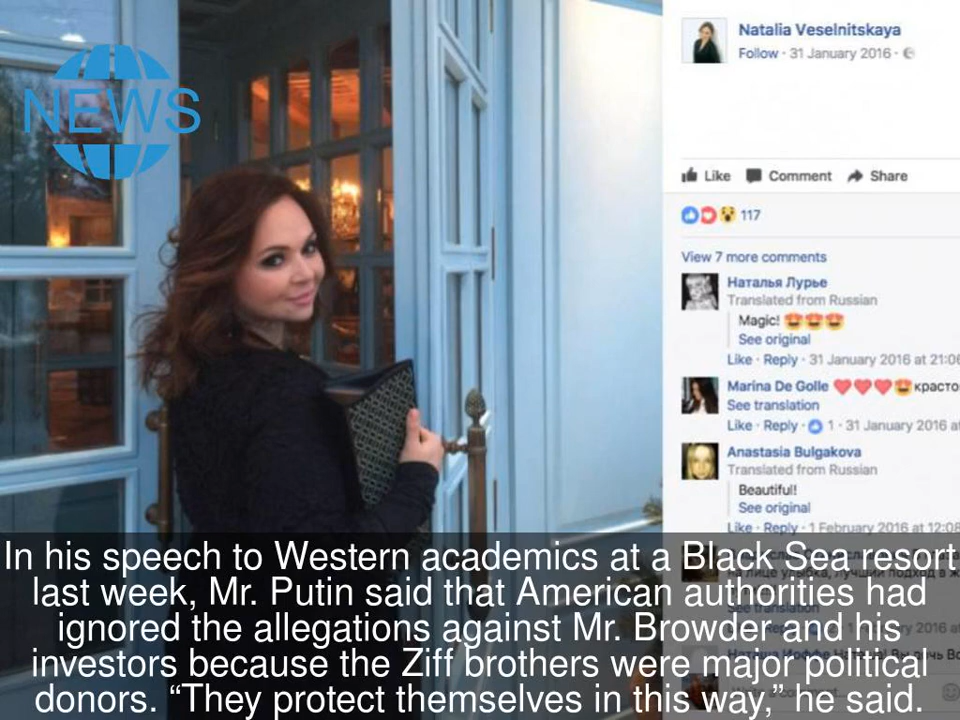 NEWS
Natalia Veselnitskaya
Follow · 31 January 2016 ·
Like Comment Share
117
View 7 more comments
Наталья Лурье
Translated from Russian
Magic! 😍😍😍
See original
Like · Reply · 31 January 2016 at 21:06
Marina De Golle ❤❤❤😍красто
See translation
Like · Reply · 1 · 31 January 2016 at
Anastasia Bulgakova
Translated from Russian
Beautiful!
See original
Like · Reply · 1 February 2016 at 12:08
In his speech to Western academics at a Black Sea resort
last week, Mr. Putin said that American authorities had
ignored the allegations against Mr. Browder and his
investors because the Ziff brothers were major political
donors. “They protect themselves in this way,” he said.